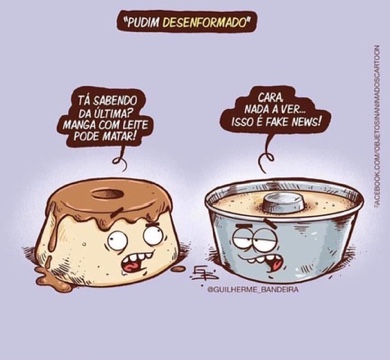 "PUDIM DESENFORMADO"
TÁ SABENDO
DA ÚLTIMA?
MANGA COM LEITE
PODE MATAR!
CARA,
NADA A VER...
ISSO É FAKE NEWS!
FACEBOOK.COM/OBJETOSINANIMADOSCARTOON
@GUILHERME_BANDEIRA